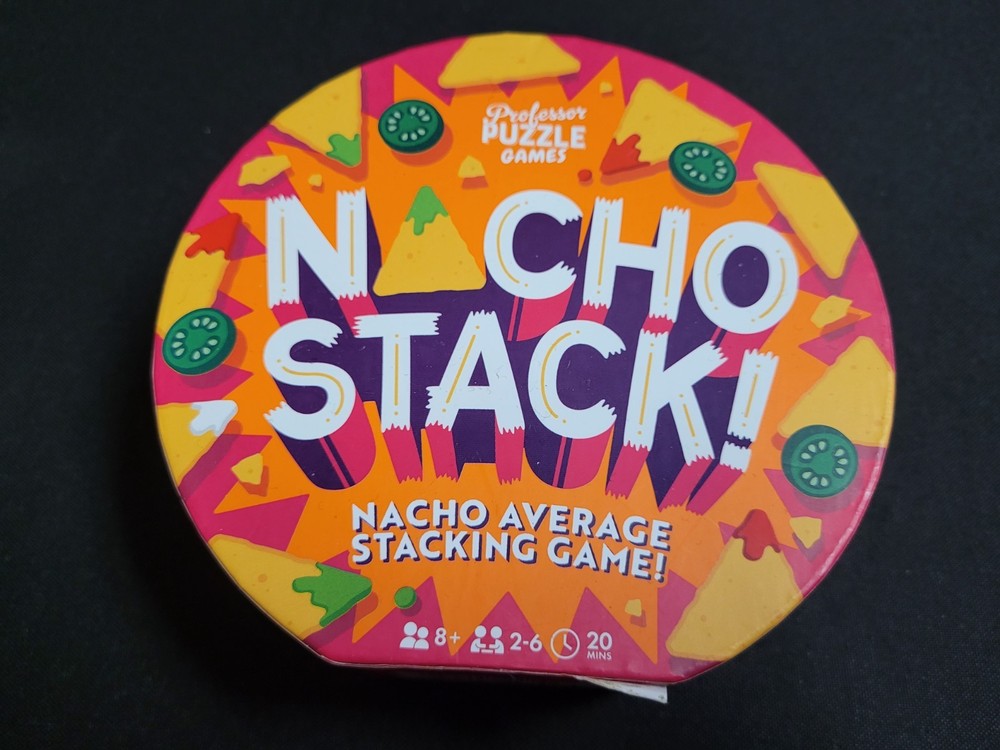 Professor
PUZZLE
GAMES
NACHO
STACK!
NACHO AVERAGE
STACKING GAME!
8+ 2-6 20
MINS